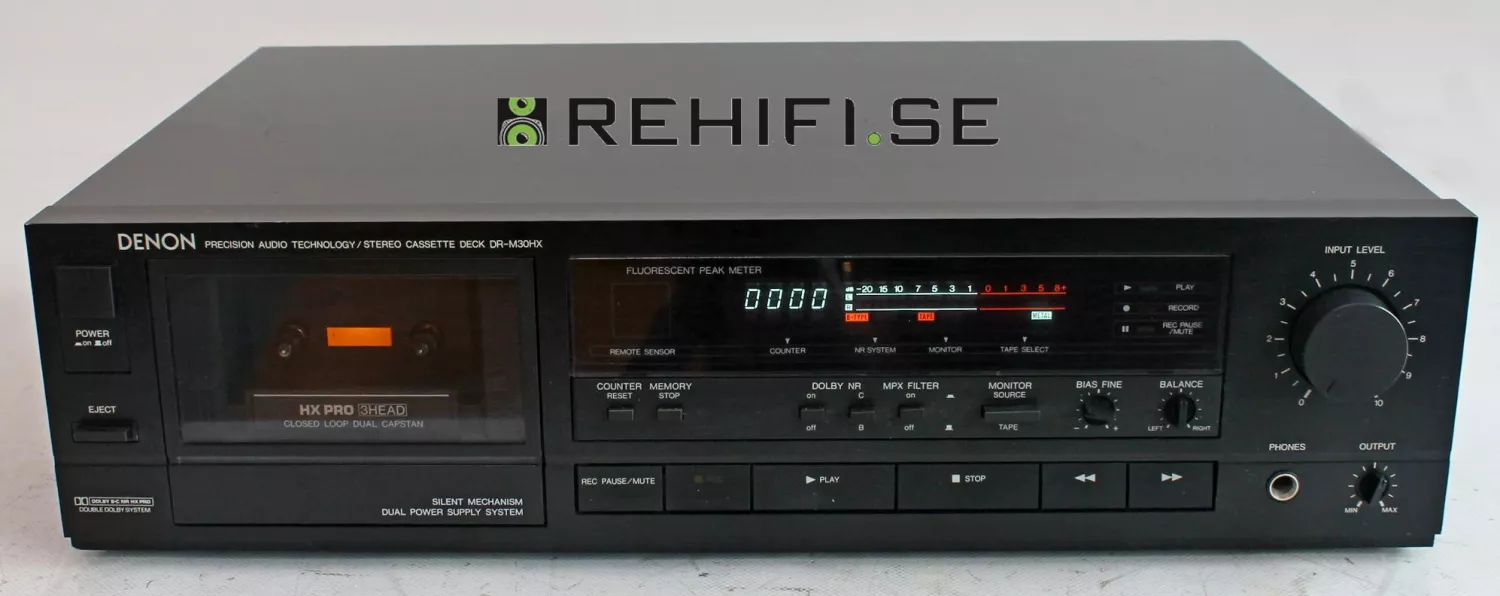 REHIFI.SE
DENON PRECISION AUDIO TECHNOLOGY/STEREO CASSETTE DECK DR-M30HX
POWER
on off
EJECT
HX PRO 3HEAD
CLOSED LOOP DUAL CAPSTAN
DOLBY B-C NR HX PRO
DOUBLE DOLBY SYSTEM
SILENT MECHANISM
DUAL POWER SUPPLY SYSTEM
FLUORESCENT PEAK METER
0000
dB -20 15 10 7 5 3 1 0 1 3 5 8+
TAPE METAL
REMOTE SENSOR
COUNTER
NR SYSTEM
MONITOR
TAPE SELECT
PLAY
RECORD
REC PAUSE
/MUTE
COUNTER
RESET
MEMORY
STOP
DOLBY NR
on C
off B
MPX FILTER
on
off
MONITOR
SOURCE
TAPE
BIAS FINE
- +
BALANCE
LEFT RIGHT
REC PAUSE/MUTE
REC
PLAY
STOP
INPUT LEVEL
0 1 2 3 4 5 6 7 8 9 10
PHONES
OUTPUT
MIN MAX